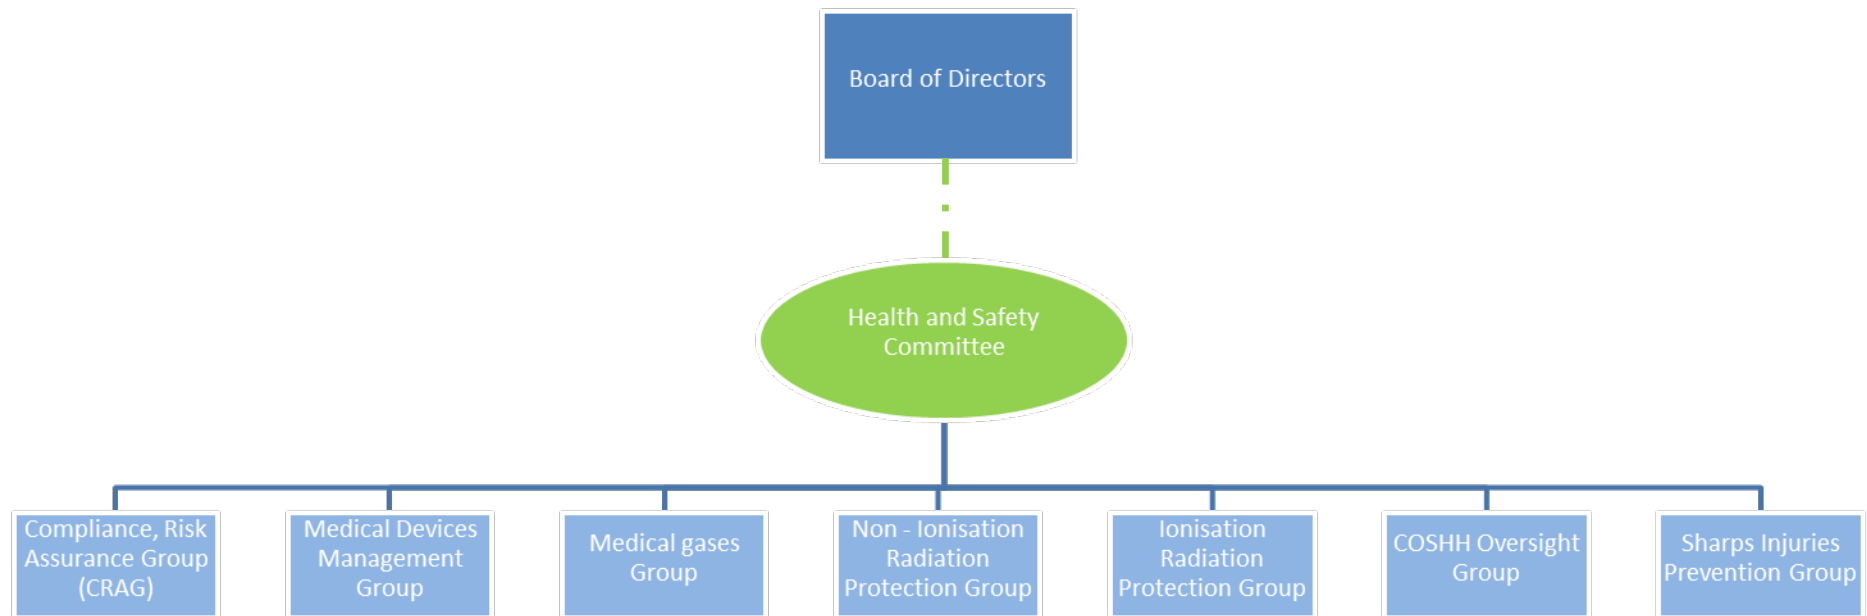 Board of Directors
Health and Safety
Committee
Compliance, Risk
Assurance Group
(CRAG)
Medical Devices
Management
Group
Medical gases
Group
Non - Ionisation
Radiation
Protection Group
Ionisation
Radiation
Protection Group
COSHH Oversight
Group
Sharps Injuries
Prevention Group